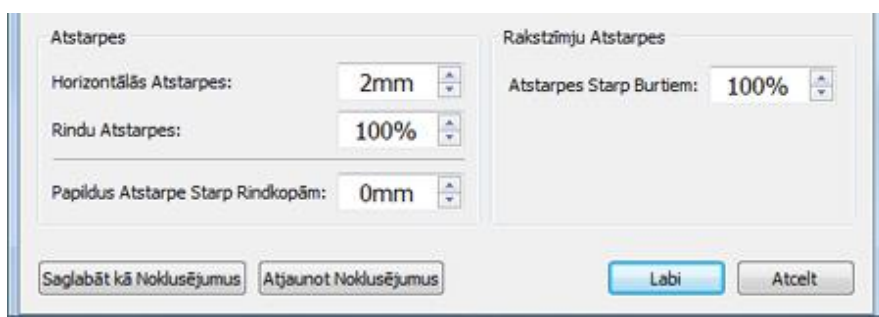 Atstarpes
Horizontālās Atstarpes: 2mm
Rindu Atstarpes: 100%
Papildus Atstarpe Starp Rindkopām: 0mm
Rakstzīmju Atstarpes
Atstarpes Starp Burtiem: 100%
Saglabāt kā Noklusējumus Atjaunot Noklusējumus Labi Atcelt